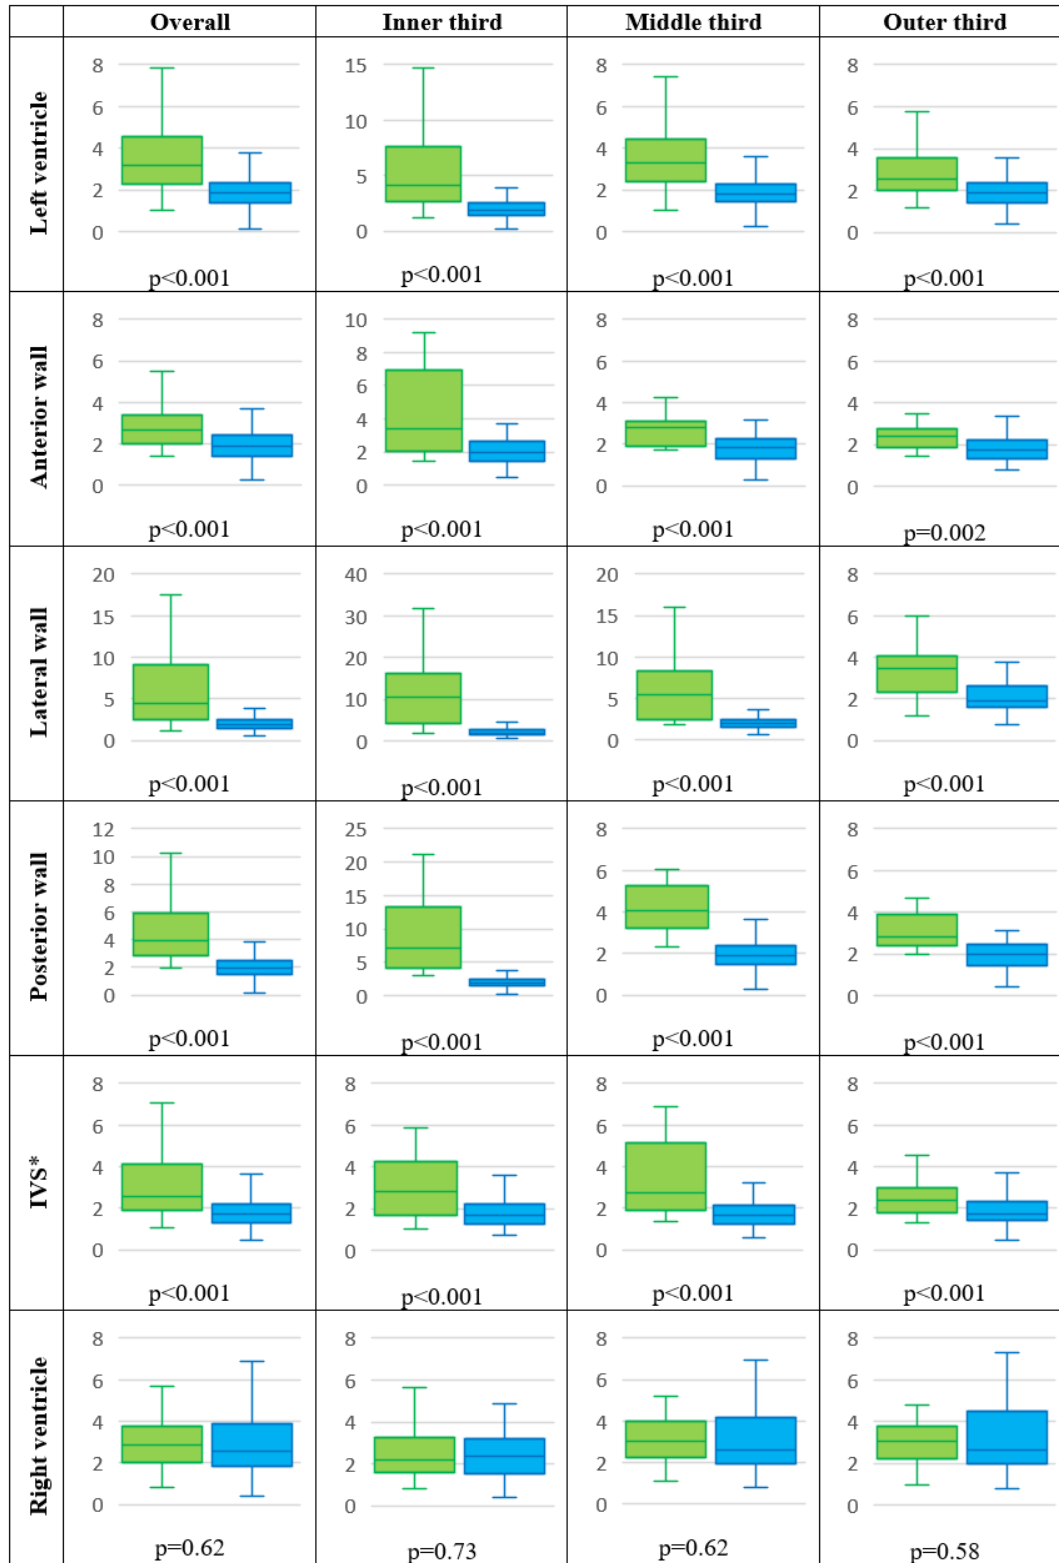 Overall Inner third Middle third Outer third
Left ventricle
8 15 8 8
6 10 6 6
4 5 4 4
2 0 2 2
0 0 0
p<0.001 p<0.001 p<0.001 p<0.001
Anterior wall
8 10 8 8
6 8 6 6
4 6 4 4
2 4 2 2
0 2 0 0
0
p<0.001 p<0.001 p<0.001 p=0.002
Lateral wall
20 40 20 8
15 30 15 6
10 20 10 4
5 10 5 2
0 0 0 0
p<0.001 p<0.001 p<0.001 p<0.001
Posterior wall
12 25 8 8
10 20 6 6
8 15 4 4
6 10 2 2
4 5 0 0
2 0
0
p<0.001 p<0.001 p<0.001 p<0.001
IVS*
8 8 8 8
6 6 6 6
4 4 4 4
2 2 2 2
0 0 0 0
p<0.001 p<0.001 p<0.001 p<0.001
Right ventricle
8 8 8 8
6 6 6 6
4 4 4 4
2 2 2 2
0 0 0 0
p=0.62 p=0.73 p=0.62 p=0.58